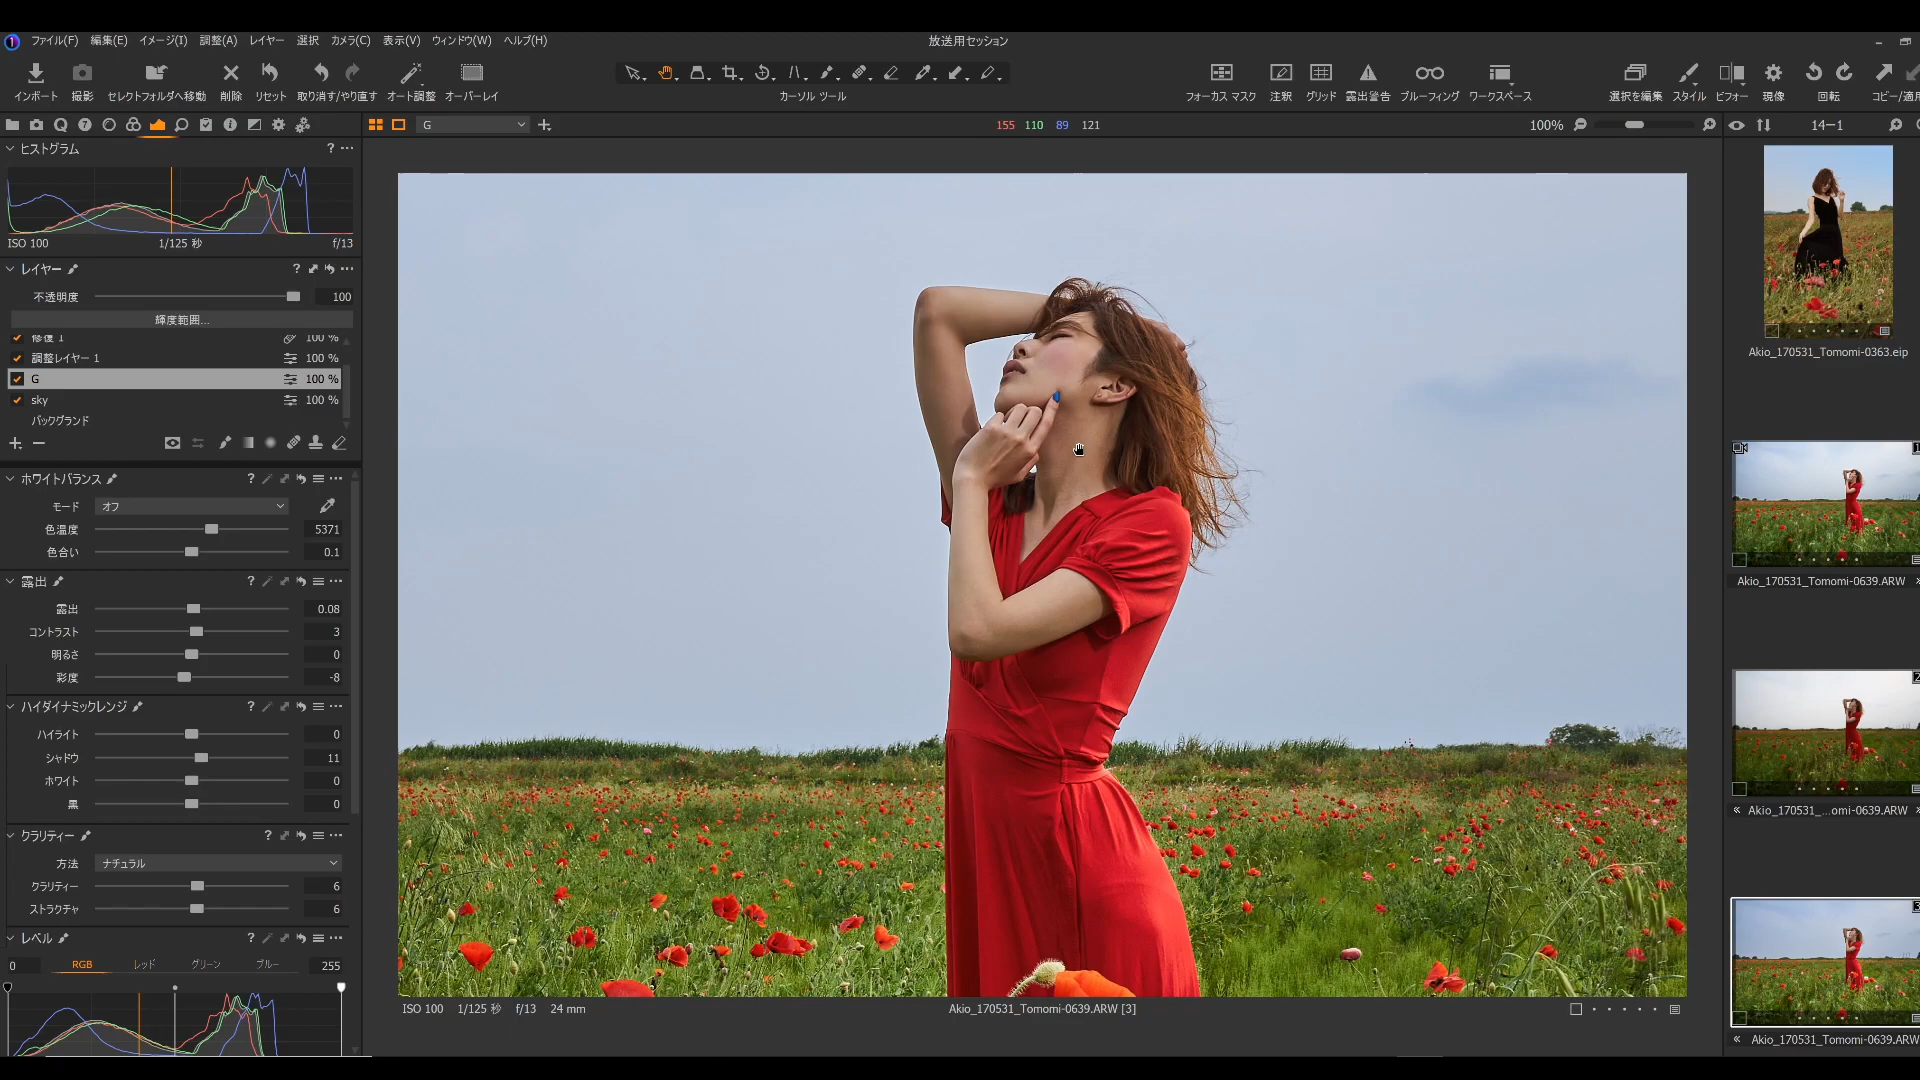 ファイル(F) 編集(E) イメージ(I) 調整(A) レイヤー 選択 カメラ(C) 表示(V) ウィンドウ(W) ヘルプ(H) 放送用セッション
インポート 撮影 セレクトフォルダへ移動 削除 リセット 取り消す/やり直す オート調整 オーバーレイ カーソル ツール フォーカス マスク 注釈 グリッド 露出警告 プルーフィング ワークスペース 選択を編集 スタイル ビフォー 現像 回転 コピー/適用
G 155 110 89 121 100% 14−1
ヒストグラム
ISO 100 1/125 秒 f/13
レイヤー
不透明度 100
輝度範囲...
修復 1 100 %
調整レイヤー 1 100 %
G 100 %
sky 100 %
バックグランド
ホワイトバランス
モード オフ
色温度 5371
色合い 0.1
露出
露出 0.08
コントラスト 3
明るさ 0
彩度 -8
ハイダイナミックレンジ
ハイライト 0
シャドウ 11
ホワイト 0
黒 0
クラリティー
方法 ナチュラル
クラリティー 6
ストラクチャ 6
レベル
0 RGB レッド グリーン ブルー 255
ISO 100 1/125 秒 f/13 24 mm Akio_170531_Tomomi-0639.ARW [3]
Akio_170531_Tomomi-0363.eip
1
Akio_170531_Tomomi-0639.ARW »
2
« Akio_170531_...omi-0639.ARW »
3
« Akio_170531_Tomomi-0639.ARW